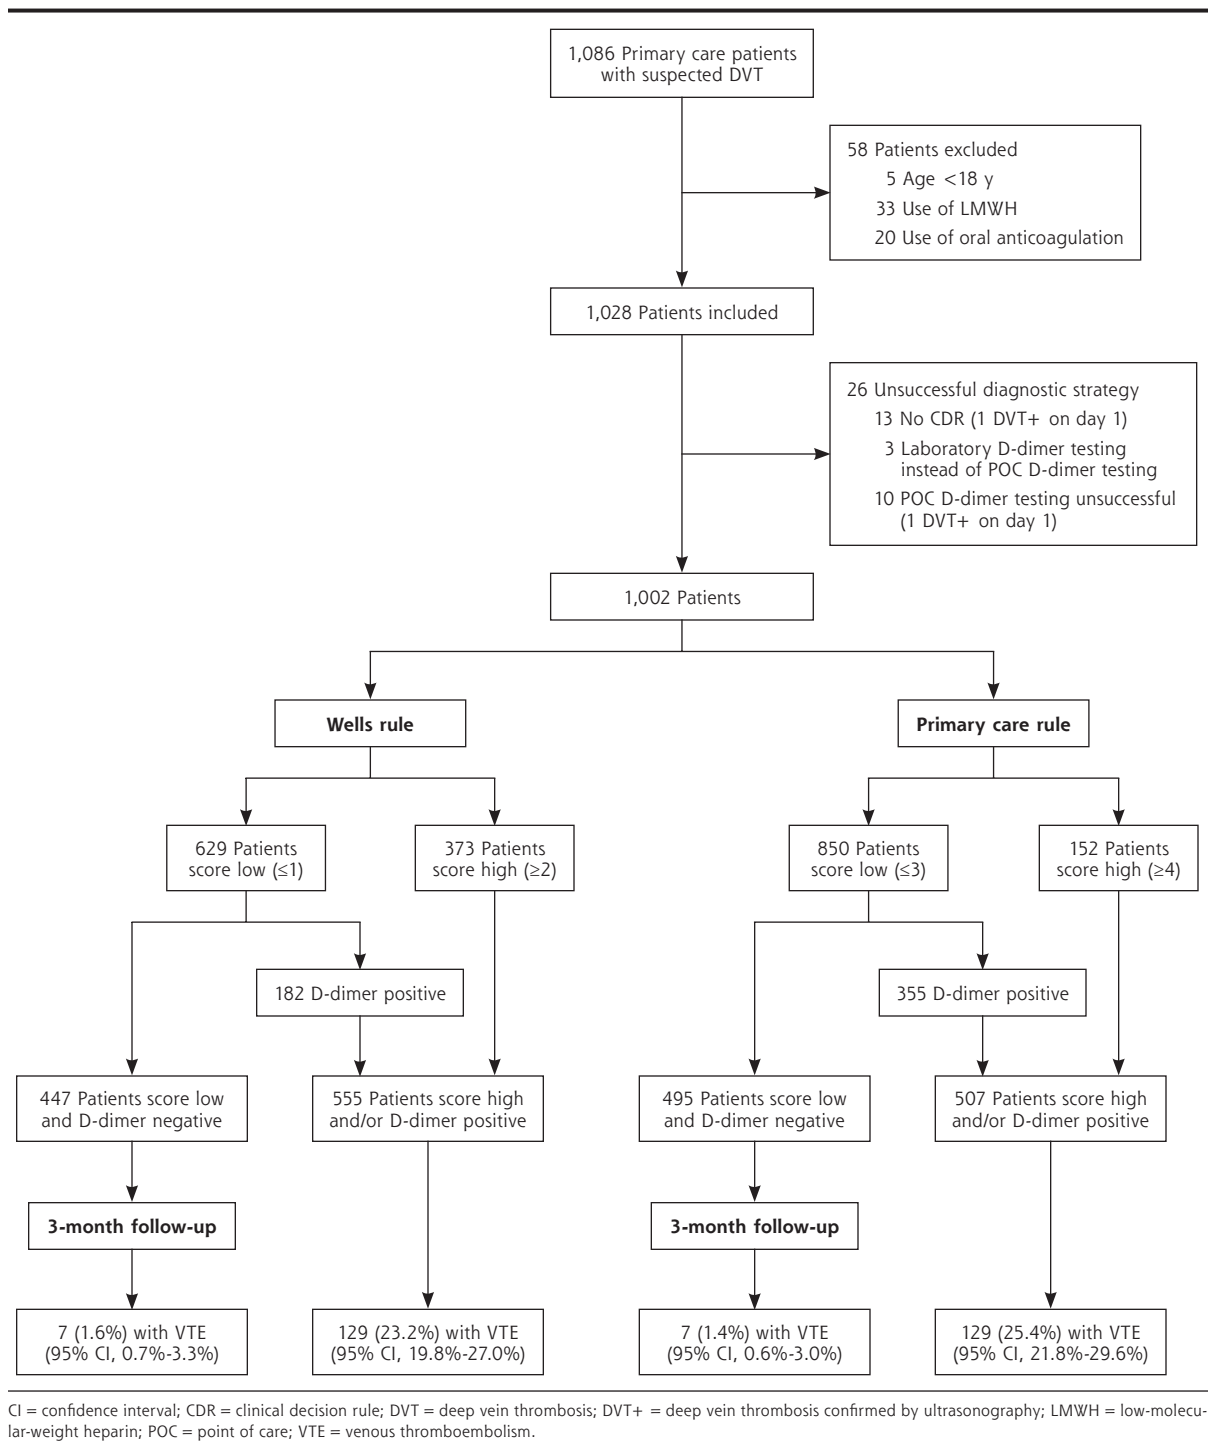 1,086 Primary care patients
with suspected DVT
58 Patients excluded
5 Age <18 y
33 Use of LMWH
20 Use of oral anticoagulation
1,028 Patients included
26 Unsuccessful diagnostic strategy
13 No CDR (1 DVT+ on day 1)
3 Laboratory D-dimer testing
instead of POC D-dimer testing
10 POC D-dimer testing unsuccessful
(1 DVT+ on day 1)
1,002 Patients
Wells rule
Primary care rule
629 Patients
score low (≤1)
373 Patients
score high (≥2)
850 Patients
score low (≤3)
152 Patients
score high (≥4)
182 D-dimer positive
355 D-dimer positive
447 Patients score low
and D-dimer negative
555 Patients score high
and/or D-dimer positive
495 Patients score low
and D-dimer negative
507 Patients score high
and/or D-dimer positive
3-month follow-up
3-month follow-up
7 (1.6%) with VTE
(95% CI, 0.7%-3.3%)
129 (23.2%) with VTE
(95% CI, 19.8%-27.0%)
7 (1.4%) with VTE
(95% CI, 0.6%-3.0%)
129 (25.4%) with VTE
(95% CI, 21.8%-29.6%)
CI = confidence interval; CDR = clinical decision rule; DVT = deep vein thrombosis; DVT+ = deep vein thrombosis confirmed by ultrasonography; LMWH = low-molecu-
lar-weight heparin; POC = point of care; VTE = venous thromboembolism.